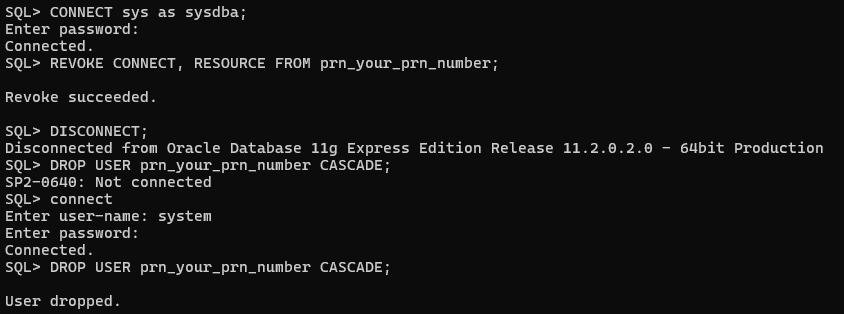 SQL> CONNECT sys as sysdba;
Enter password:
Connected.
SQL> REVOKE CONNECT, RESOURCE FROM prn_your_prn_number;
Revoke succeeded.
SQL> DISCONNECT;
Disconnected from Oracle Database 11g Express Edition Release 11.2.0.2.0 - 64bit Production
SQL> DROP USER prn_your_prn_number CASCADE;
SP2-0640: Not connected
SQL> connect
Enter user-name: system
Enter password:
Connected.
SQL> DROP USER prn_your_prn_number CASCADE;
User dropped.